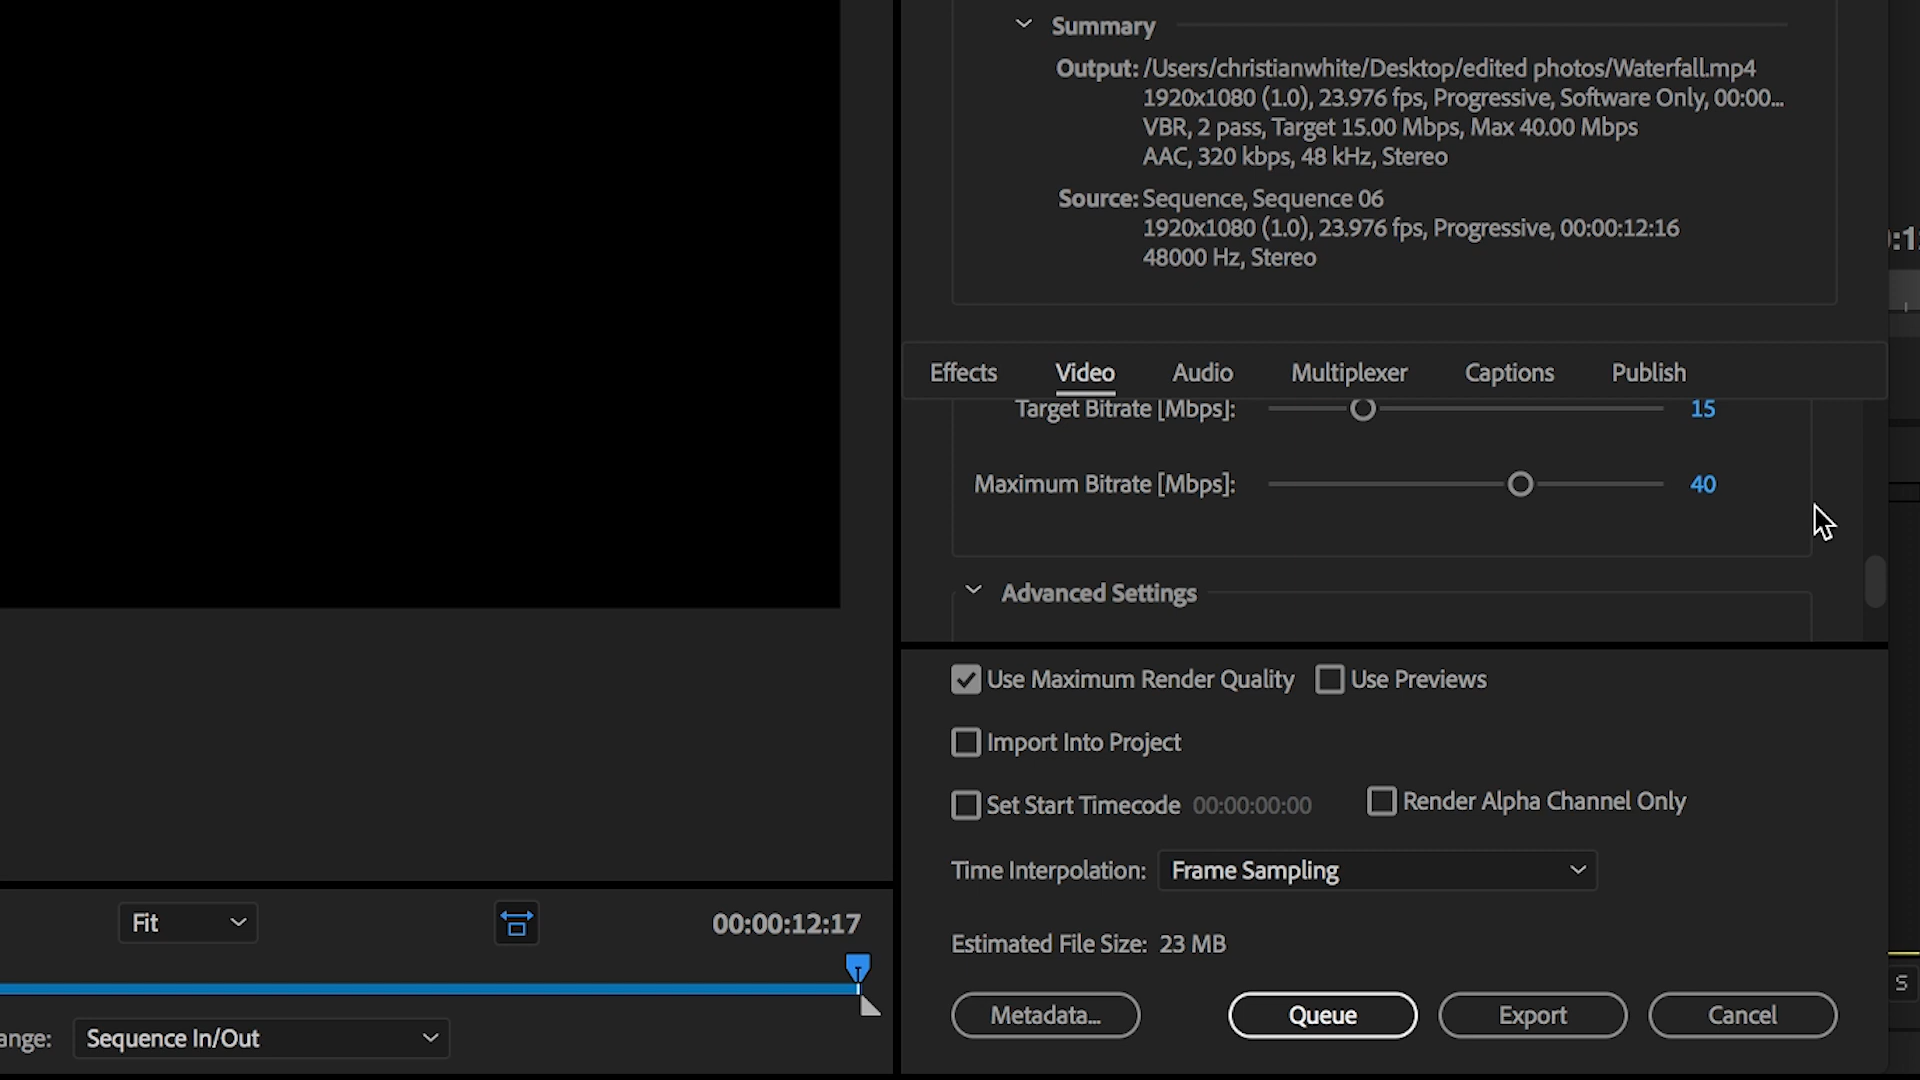 Summary
Output: /Users/christianwhite/Desktop/edited photos/Waterfall.mp4
1920x1080 (1.0), 23.976 fps, Progressive, Software Only, 00:00...
VBR, 2 pass, Target 15.00 Mbps, Max 40.00 Mbps
AAC, 320 kbps, 48 kHz, Stereo
Source: Sequence, Sequence 06
1920x1080 (1.0), 23.976 fps, Progressive, 00:00:12:16
48000 Hz, Stereo
:1
Effects Video Audio Multiplexer Captions Publish
Target Bitrate [Mbps]: 15
Maximum Bitrate [Mbps]: 40
Advanced Settings
Use Maximum Render Quality Use Previews
Import Into Project
Set Start Timecode 00:00:00:00 Render Alpha Channel Only
Time Interpolation: Frame Sampling
Fit 00:00:12:17
Estimated File Size: 23 MB
S
Metadata... Queue Export Cancel
ange: Sequence In/Out